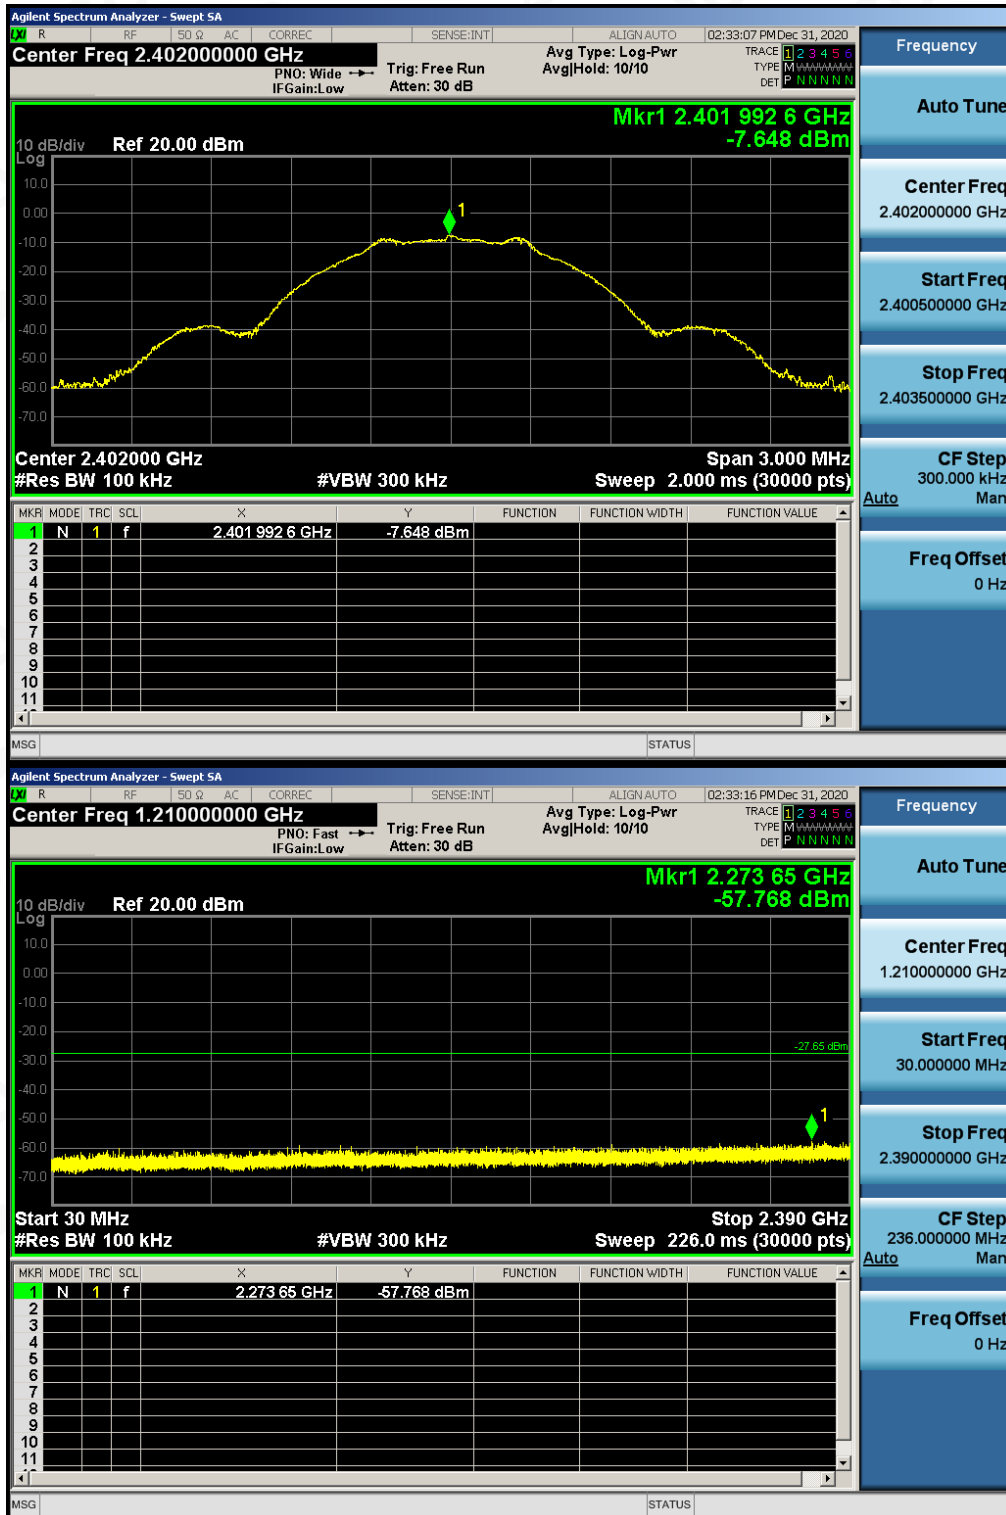 Agilent Spectrum Analyzer - Swept SA
LXI R RF 50 Ω AC CORREC SENSE:INT ALIGN AUTO 02:33:07 PM Dec 31, 2020
Center Freq 2.402000000 GHz
PNO: Wide
IFGain:Low
Trig: Free Run
Atten: 30 dB
Avg Type: Log-Pwr
Avg|Hold: 10/10
TRACE 1 2 3 4 5 6
TYPE M WWWWW
DET P N N N N N
Mkr1 2.401 992 6 GHz
-7.648 dBm
10 dB/div Ref 20.00 dBm
Log
10.0
0.00
-10.0
-20.0
-30.0
-40.0
-50.0
-60.0
-70.0
1
Center 2.402000 GHz Span 3.000 MHz
#Res BW 100 kHz #VBW 300 kHz Sweep 2.000 ms (30000 pts)
MKR MODE TRC SCL X Y FUNCTION FUNCTION WIDTH FUNCTION VALUE
1 N 1 f 2.401 992 6 GHz -7.648 dBm
2
3
4
5
6
7
8
9
10
11
MSG STATUS
Frequency
Auto Tune
Center Freq
2.402000000 GHz
Start Freq
2.400500000 GHz
Stop Freq
2.403500000 GHz
CF Step
300.000 kHz
Auto Man
Freq Offset
0 Hz
Agilent Spectrum Analyzer - Swept SA
LXI R RF 50 Ω AC CORREC SENSE:INT ALIGN AUTO 02:33:16 PM Dec 31, 2020
Center Freq 1.210000000 GHz
PNO: Fast
IFGain:Low
Trig: Free Run
Atten: 30 dB
Avg Type: Log-Pwr
Avg|Hold: 10/10
TRACE 1 2 3 4 5 6
TYPE M WWWWW
DET P N N N N N
Mkr1 2.273 65 GHz
-57.768 dBm
10 dB/div Ref 20.00 dBm
Log
10.0
0.00
-10.0
-20.0
-30.0
-40.0
-50.0
-60.0
-70.0
-27.65 dBm
1
Start 30 MHz Stop 2.390 GHz
#Res BW 100 kHz #VBW 300 kHz Sweep 226.0 ms (30000 pts)
MKR MODE TRC SCL X Y FUNCTION FUNCTION WIDTH FUNCTION VALUE
1 N 1 f 2.273 65 GHz -57.768 dBm
2
3
4
5
6
7
8
9
10
11
MSG STATUS
Frequency
Auto Tune
Center Freq
1.210000000 GHz
Start Freq
30.000000 MHz
Stop Freq
2.390000000 GHz
CF Step
236.000000 MHz
Auto Man
Freq Offset
0 Hz